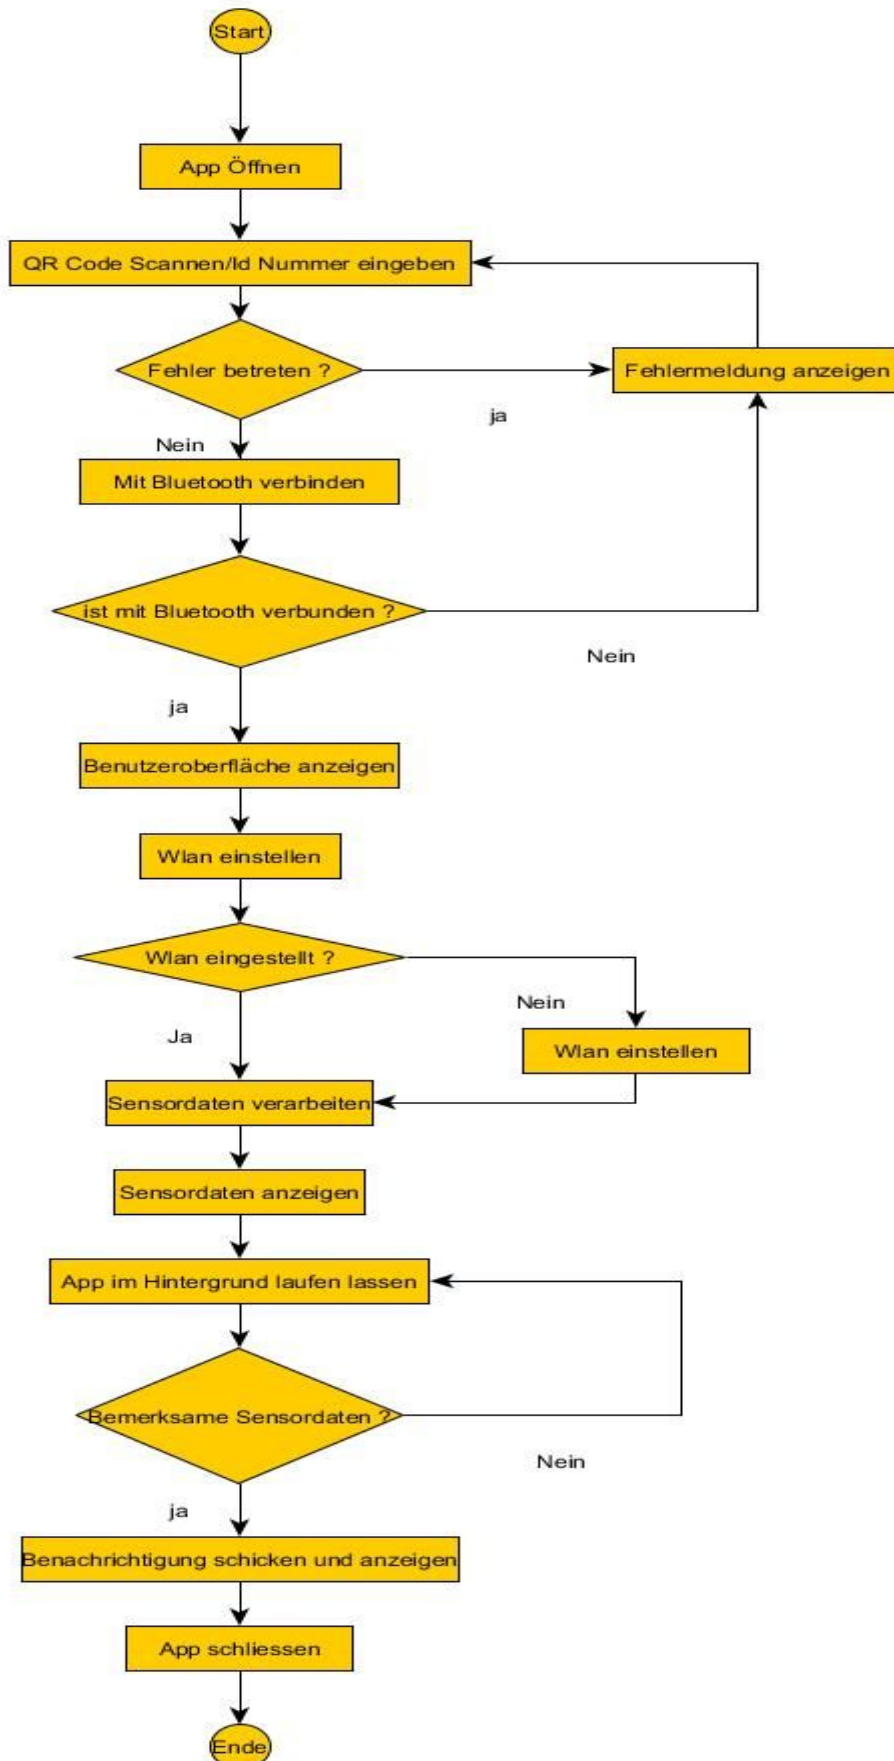 Start
App Öffnen
QR Code Scannen/Id Nummer eingeben
Fehler betreten ?
Fehlermeldung anzeigen
ja
Nein
Mit Bluetooth verbinden
ist mit Bluetooth verbunden ?
Nein
ja
Benutzeroberfläche anzeigen
Wlan einstellen
Wlan eingestellt ?
Nein
Ja
Wlan einstellen
Sensordaten verarbeiten
Sensordaten anzeigen
App im Hintergrund laufen lassen
Bemerksame Sensordaten ?
Nein
ja
Benachrichtigung schicken und anzeigen
App schliessen
Ende